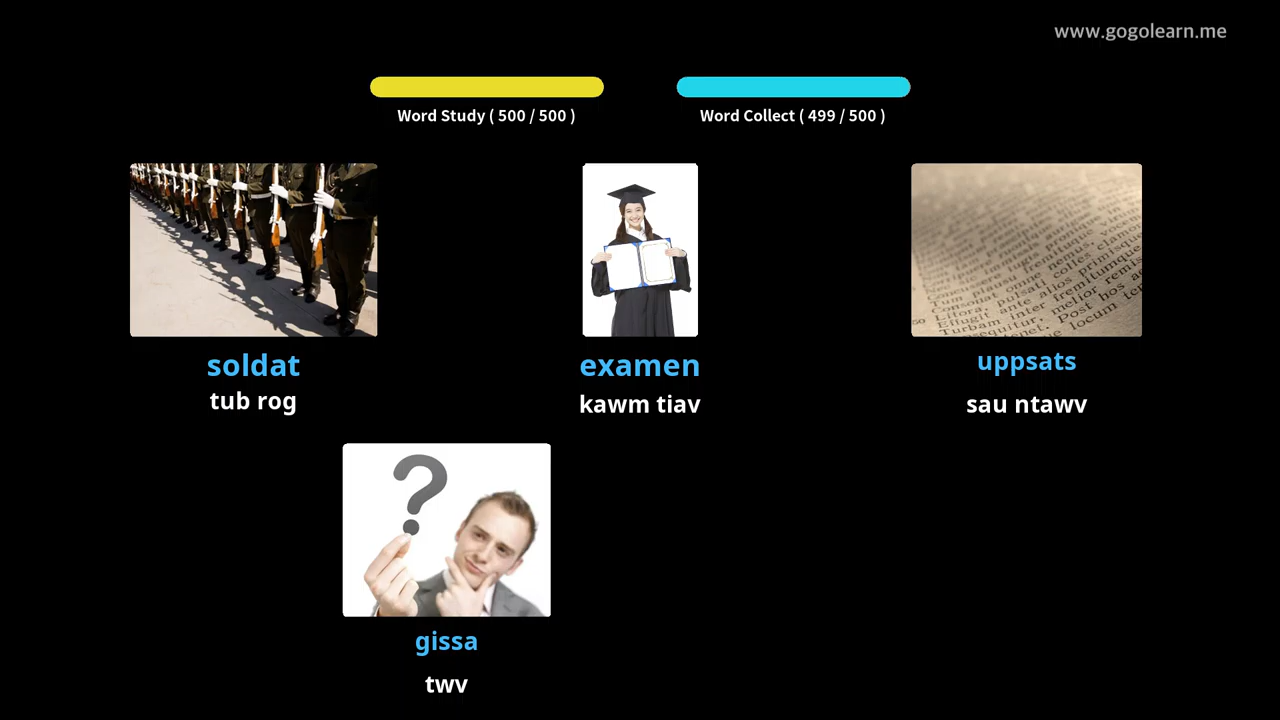 www.gogolearn.me
Word Study ( 500 / 500 )
Word Collect ( 499 / 500 )
soldat
tub rog
examen
kawm tiav
uppsats
sau ntawv
gissa
twv